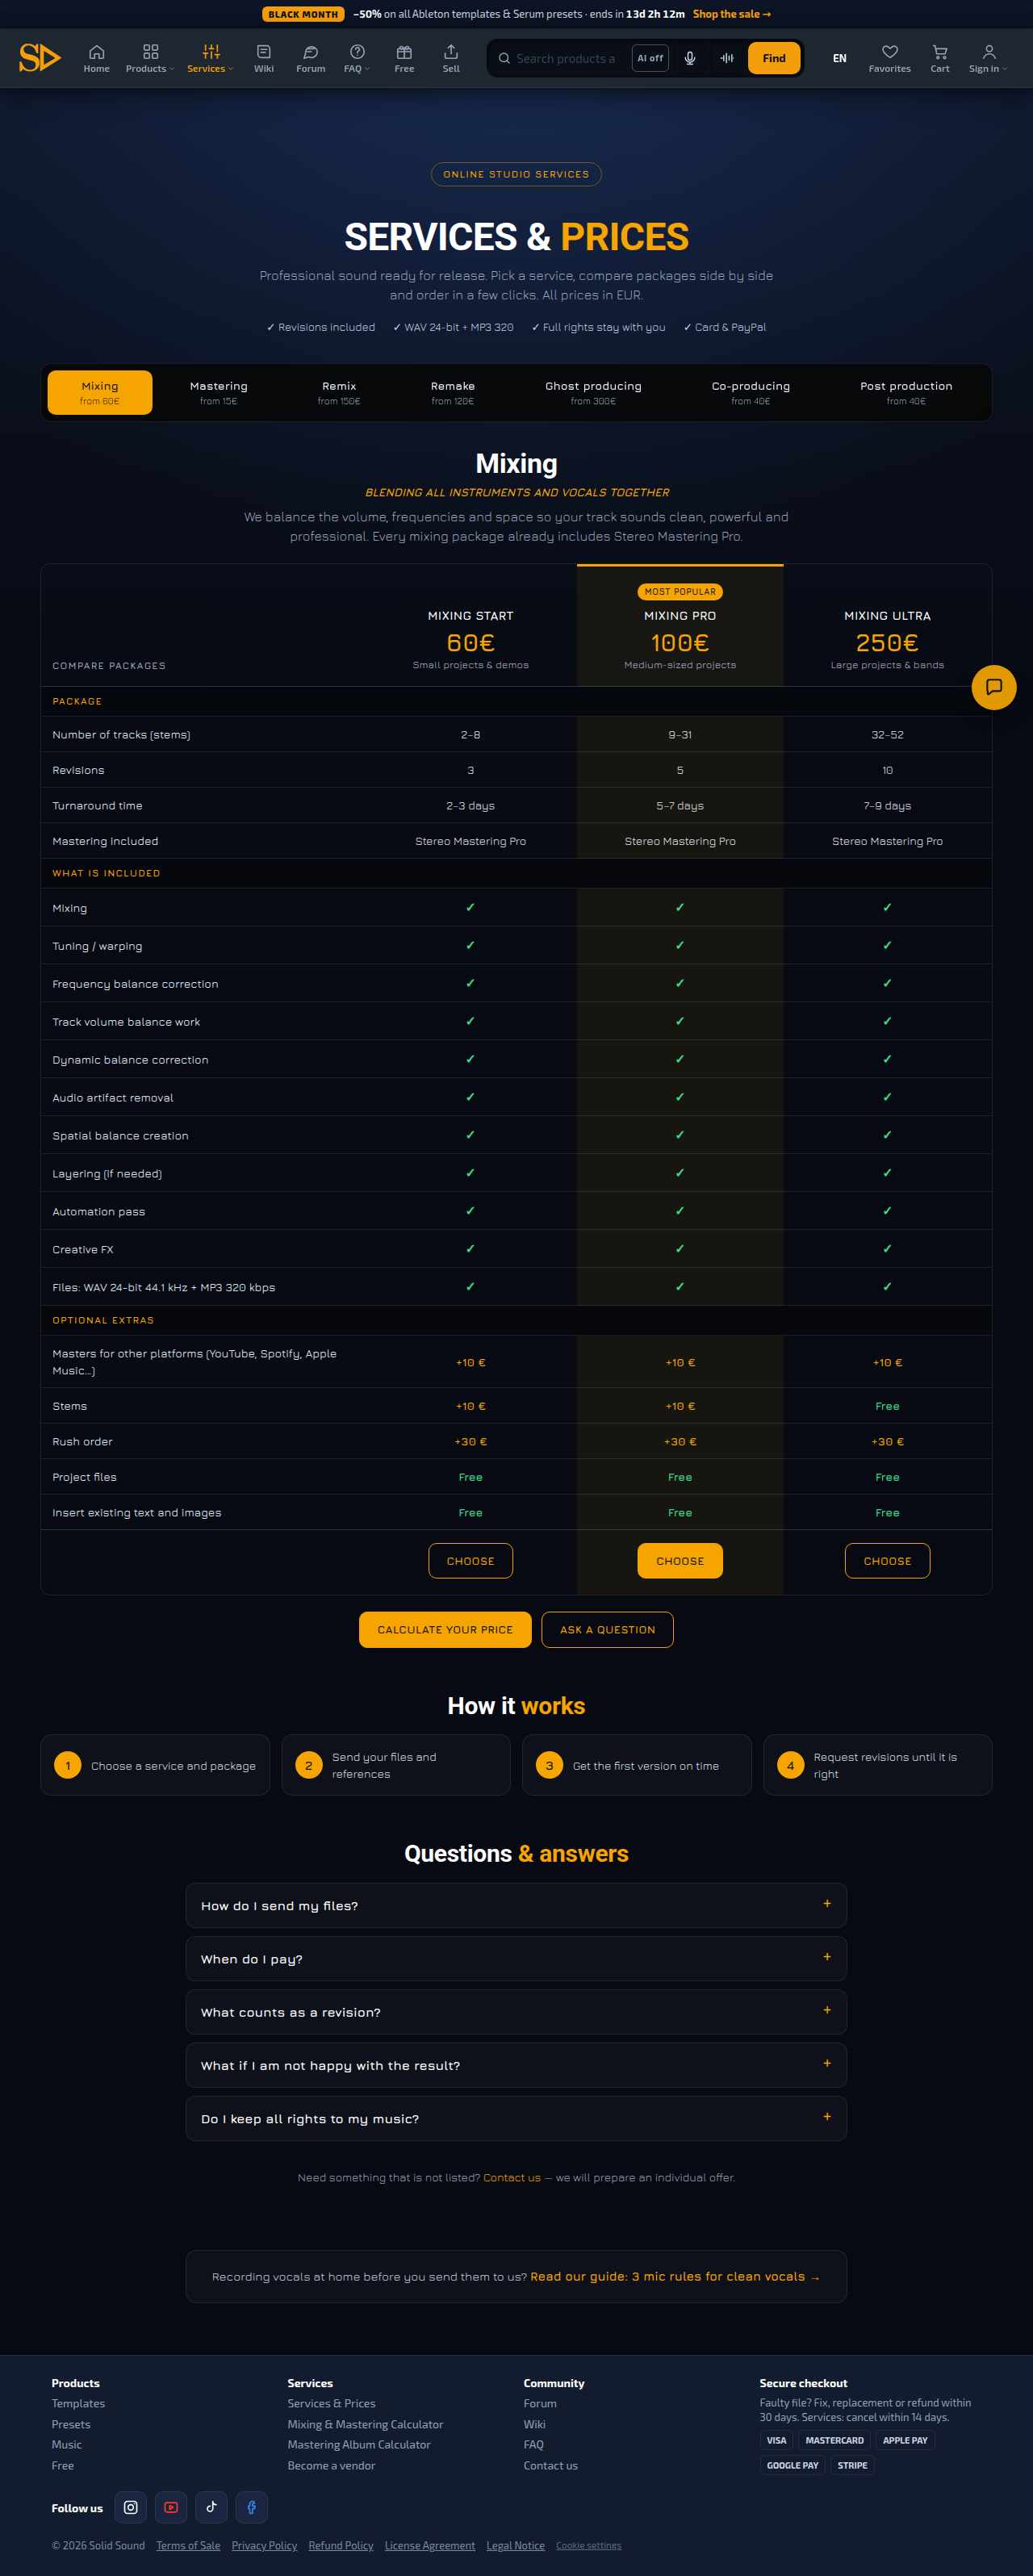 BLACK MONTH −50% on all Ableton templates & Serum presets · ends in 13d 2h 12m Shop the sale →
Home Products Services Wiki Forum FAQ Free Sell Search products a AI off Find EN Favorites Cart Sign in
ONLINE STUDIO SERVICES
SERVICES & PRICES
Professional sound ready for release. Pick a service, compare packages side by side
and order in a few clicks. All prices in EUR.
✓ Revisions included ✓ WAV 24-bit + MP3 320 ✓ Full rights stay with you ✓ Card & PayPal
Mixing Mastering Remix Remake Ghost producing Co-producing Post production
from 60€ from 15€ from 150€ from 120€ from 300€ from 40€ from 40€
Mixing
BLENDING ALL INSTRUMENTS AND VOCALS TOGETHER
We balance the volume, frequencies and space so your track sounds clean, powerful and
professional. Every mixing package already includes Stereo Mastering Pro.
MOST POPULAR
MIXING START MIXING PRO MIXING ULTRA
60€ 100€ 250€
COMPARE PACKAGES Small projects & demos Medium-sized projects Large projects & bands
PACKAGE
Number of tracks (stems) 2–8 9–31 32–52
Revisions 3 5 10
Turnaround time 2–3 days 5–7 days 7–9 days
Mastering included Stereo Mastering Pro Stereo Mastering Pro Stereo Mastering Pro
WHAT IS INCLUDED
Mixing ✓ ✓ ✓
Tuning / warping ✓ ✓ ✓
Frequency balance correction ✓ ✓ ✓
Track volume balance work ✓ ✓ ✓
Dynamic balance correction ✓ ✓ ✓
Audio artifact removal ✓ ✓ ✓
Spatial balance creation ✓ ✓ ✓
Layering (if needed) ✓ ✓ ✓
Automation pass ✓ ✓ ✓
Creative FX ✓ ✓ ✓
Files: WAV 24-bit 44.1 kHz + MP3 320 kbps ✓ ✓ ✓
OPTIONAL EXTRAS
Masters for other platforms (YouTube, Spotify, Apple
Music…) +10 € +10 € +10 €
Stems +10 € +10 € Free
Rush order +30 € +30 € +30 €
Project files Free Free Free
Insert existing text and images Free Free Free
CHOOSE CHOOSE CHOOSE
CALCULATE YOUR PRICE ASK A QUESTION
How it works
1 Choose a service and package
2 Send your files and
references
3 Get the first version on time
4 Request revisions until it is
right
Questions & answers
How do I send my files? +
When do I pay? +
What counts as a revision? +
What if I am not happy with the result? +
Do I keep all rights to my music? +
Need something that is not listed? Contact us — we will prepare an individual offer.
Recording vocals at home before you send them to us? Read our guide: 3 mic rules for clean vocals →
Products
Templates
Presets
Music
Free
Services
Services & Prices
Mixing & Mastering Calculator
Mastering Album Calculator
Become a vendor
Community
Forum
Wiki
FAQ
Contact us
Secure checkout
Faulty file? Fix, replacement or refund within
30 days. Services: cancel within 14 days.
VISA MASTERCARD APPLE PAY
GOOGLE PAY STRIPE
Follow us
© 2026 Solid Sound Terms of Sale Privacy Policy Refund Policy License Agreement Legal Notice Cookie settings